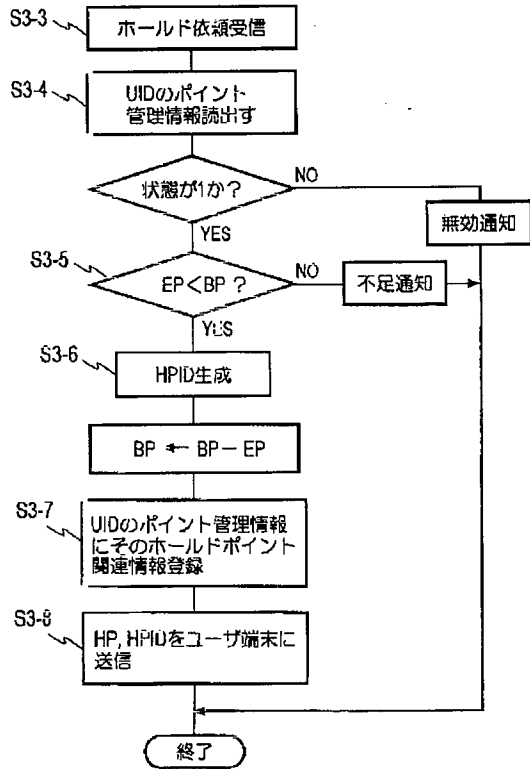 S3-3
ホールド依頼受信
S3-4
UIDのポイント
管理情報読出す
状態が1か?
NO
無効通知
YES
S3-5
EP<BP ?
NO
不足通知
YES
S3-6
HPID生成
BP ← BP-EP
S3-7
UIDのポイント管理情報
にそのホールドポイント
関連情報登録
S3-8
HP, HPIDをユーザ端末に
送信
終了